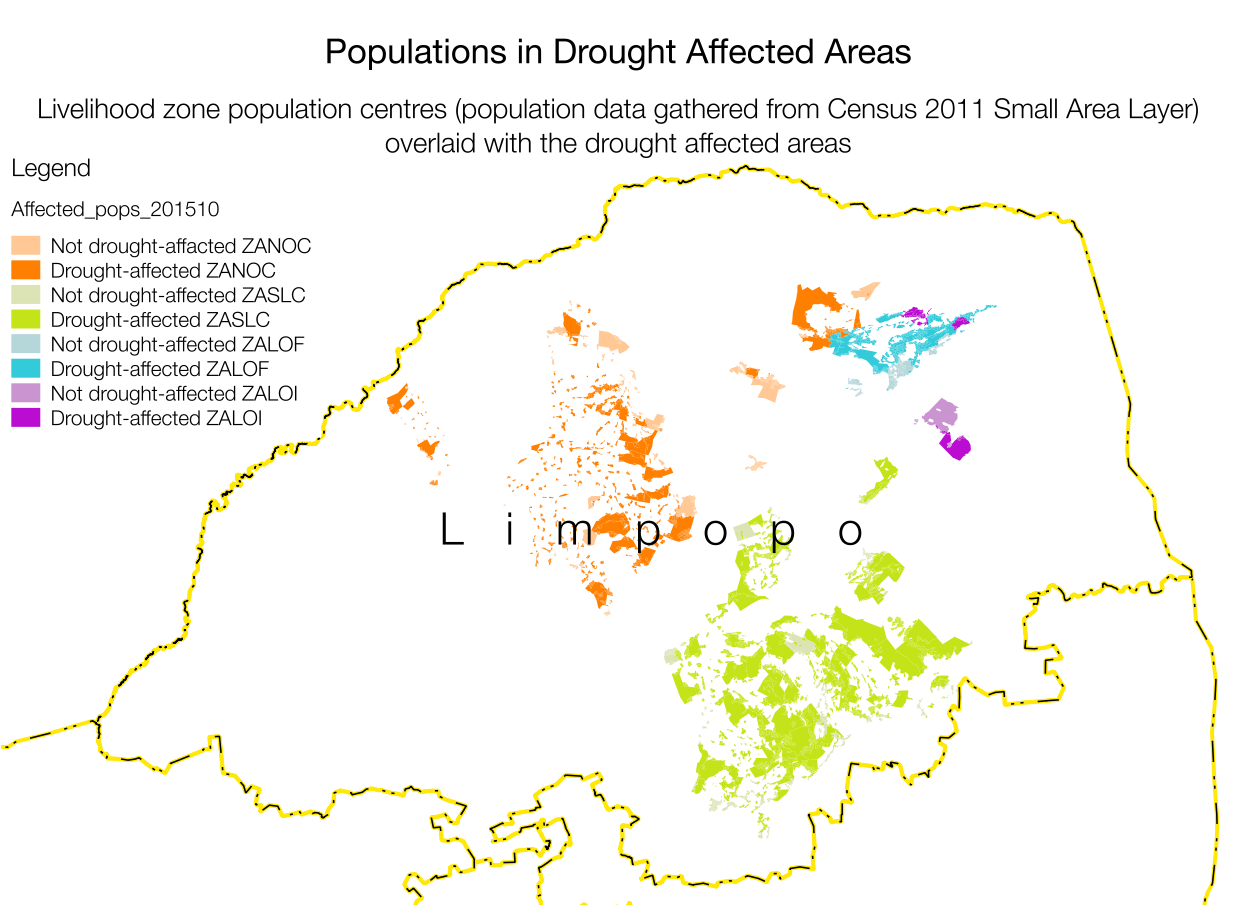 Populations in Drought Affected Areas
Livelihood zone population centres (population data gathered from Census 2011 Small Area Layer)
overlaid with the drought affected areas
Legend
Affected_pops_201510
Not drought-affacted ZANOC
Drought-affected ZANOC
Not drought-affected ZASLC
Drought-affected ZASLC
Not drought-affected ZALOF
Drought-affected ZALOF
Not drought-affected ZALOI
Drought-affected ZALOI
Limpopo